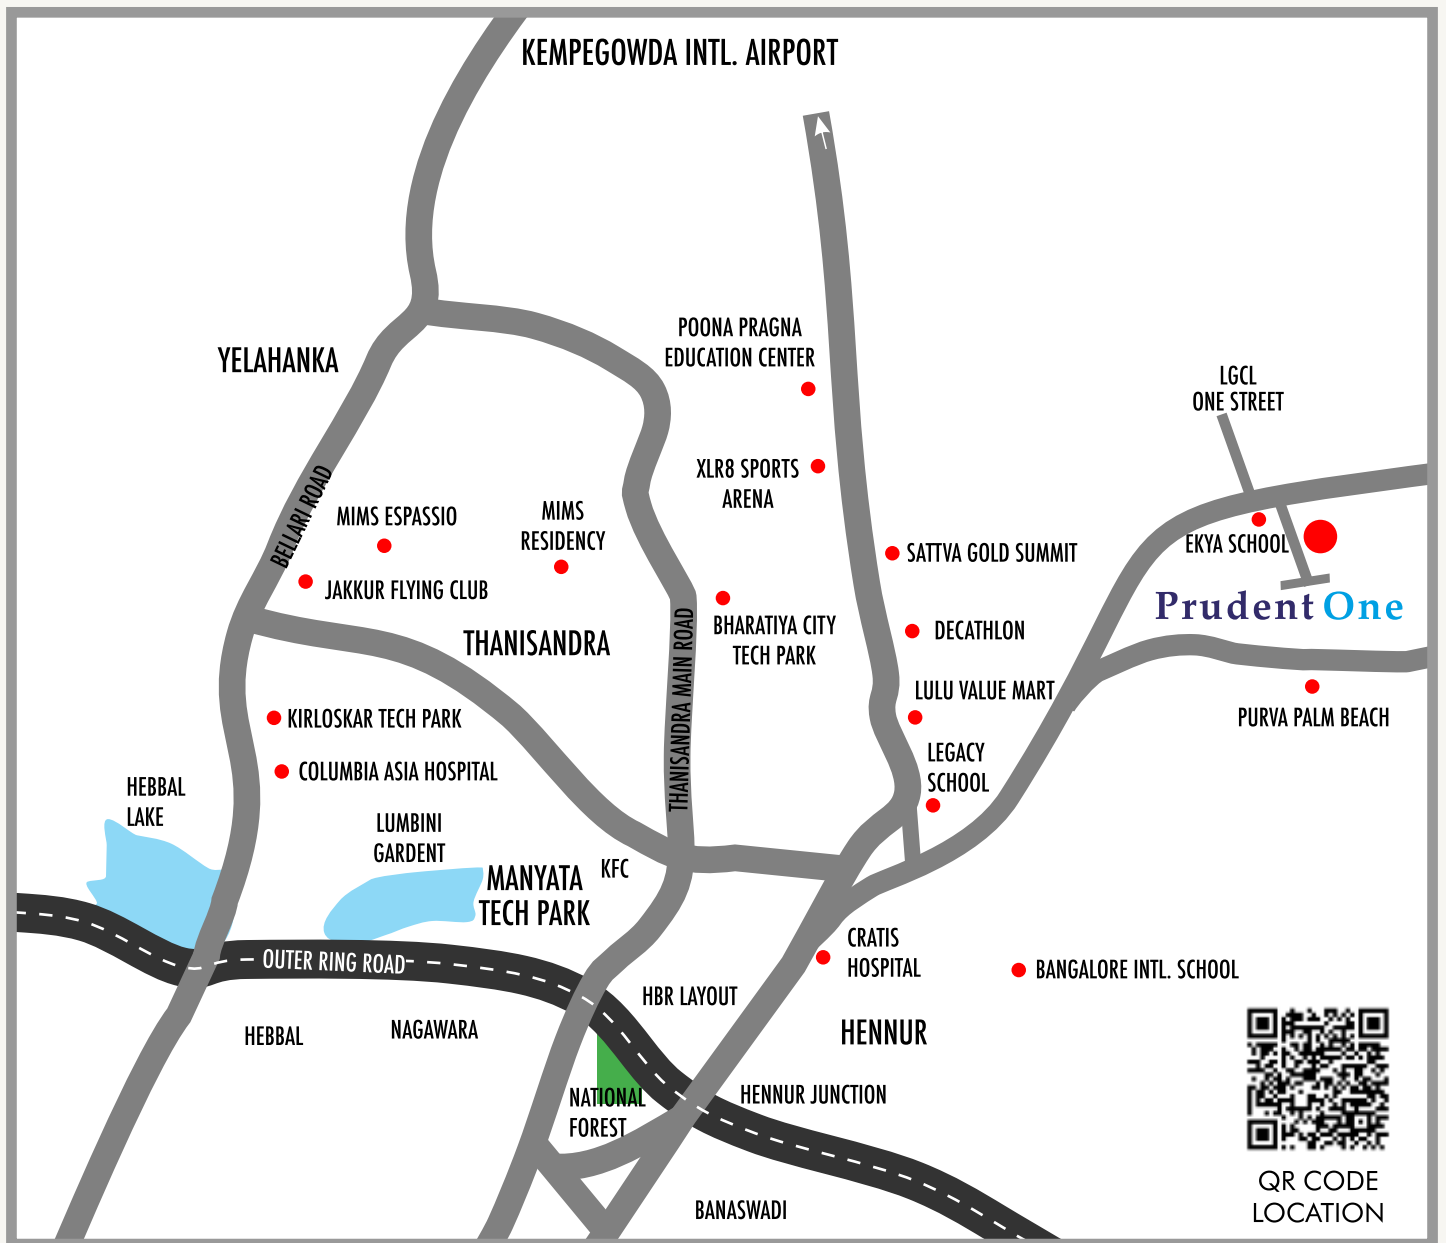 KEMPEGOWDA INTL. AIRPORT
POONA PRAGNA
EDUCATION CENTER
YELAHANKA
LGCL
ONE STREET
XLR8 SPORTS
ARENA
BELLARI ROAD
MIMS ESPASSIO
MIMS
RESIDENCY
EKYA SCHOOL
SATTVA GOLD SUMMIT
JAKKUR FLYING CLUB
Prudent One
THANISANDRA
THANISANDRA MAIN ROAD
BHARATIYA CITY
TECH PARK
DECATHLON
LULU VALUE MART
PURVA PALM BEACH
KIRLOSKAR TECH PARK
LEGACY
SCHOOL
COLUMBIA ASIA HOSPITAL
HEBBAL
LAKE
LUMBINI
GARDENT
KFC
MANYATA
TECH PARK
CRATIS
HOSPITAL
OUTER RING ROAD
BANGALORE INTL. SCHOOL
HBR LAYOUT
HEBBAL
NAGAWARA
HENNUR
NATIONAL
FOREST
HENNUR JUNCTION
BANASWADI
QR CODE
LOCATION